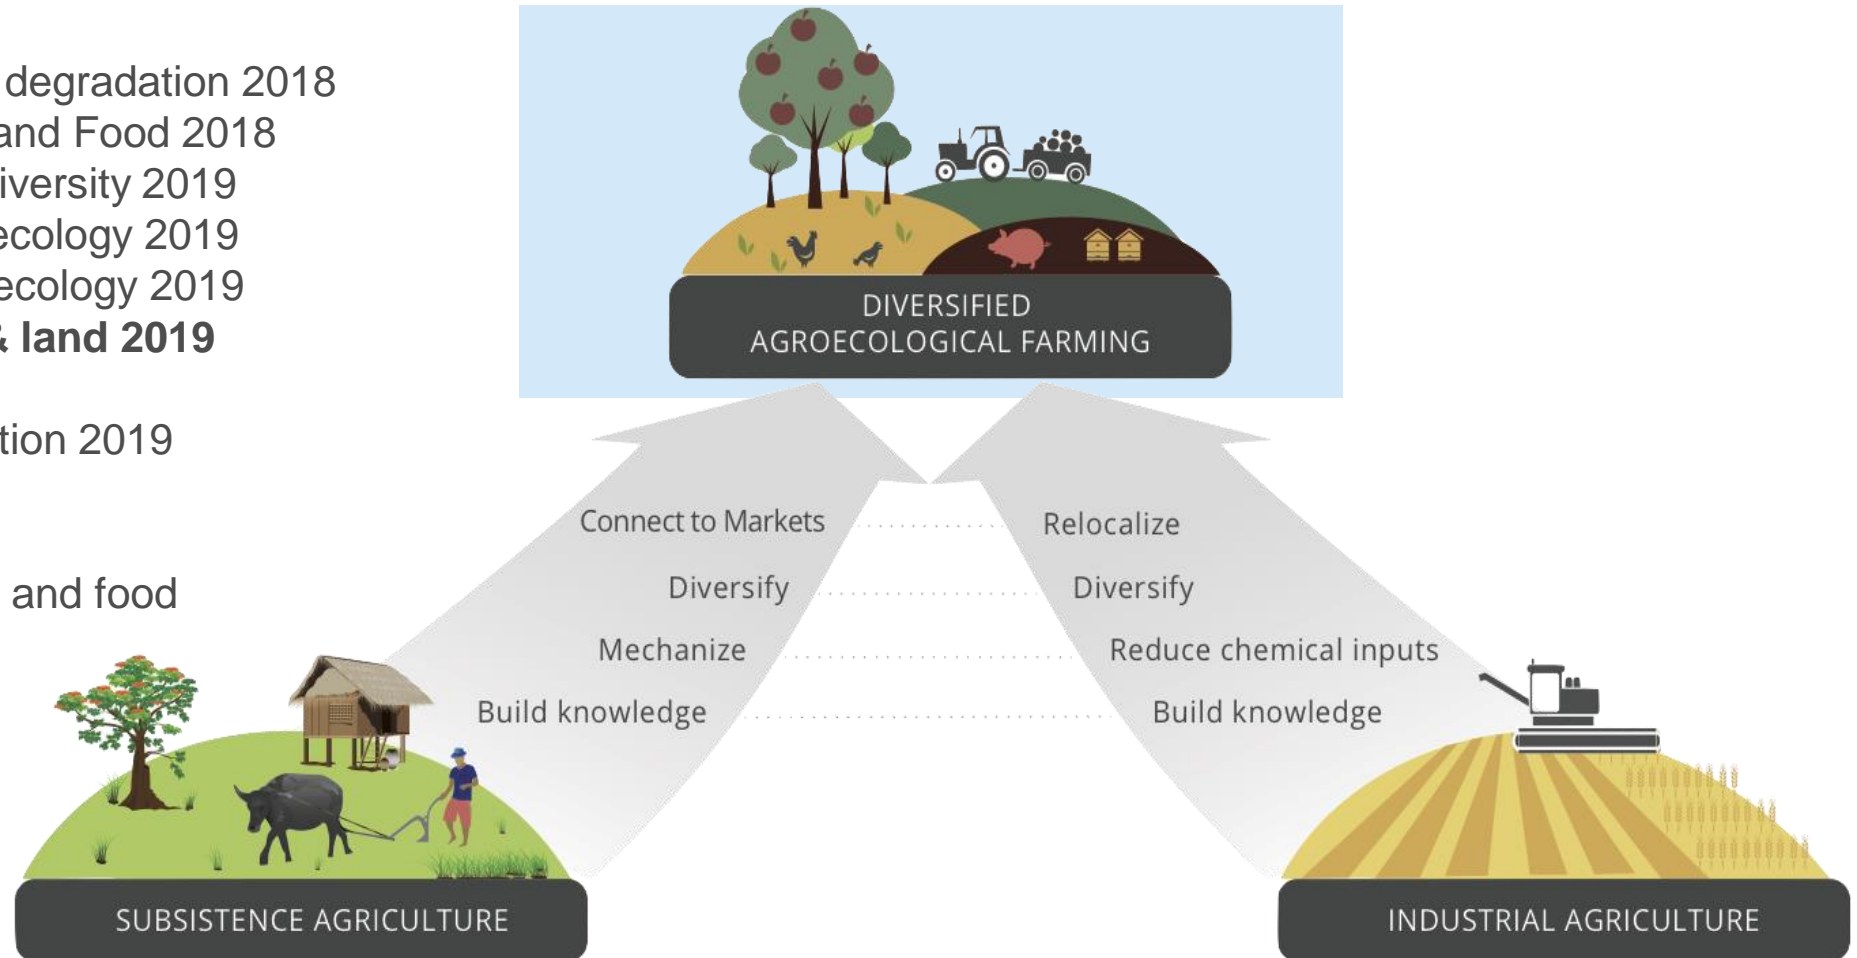 degradation 2018
and Food 2018
iversity 2019
ecology 2019
ecology 2019
& land 2019
tion 2019
and food
DIVERSIFIED
AGROECOLOGICAL FARMING
Connect to Markets
Diversify
Mechanize
Build knowledge
Relocalize
Diversify
Reduce chemical inputs
Build knowledge
SUBSISTENCE AGRICULTURE
INDUSTRIAL AGRICULTURE